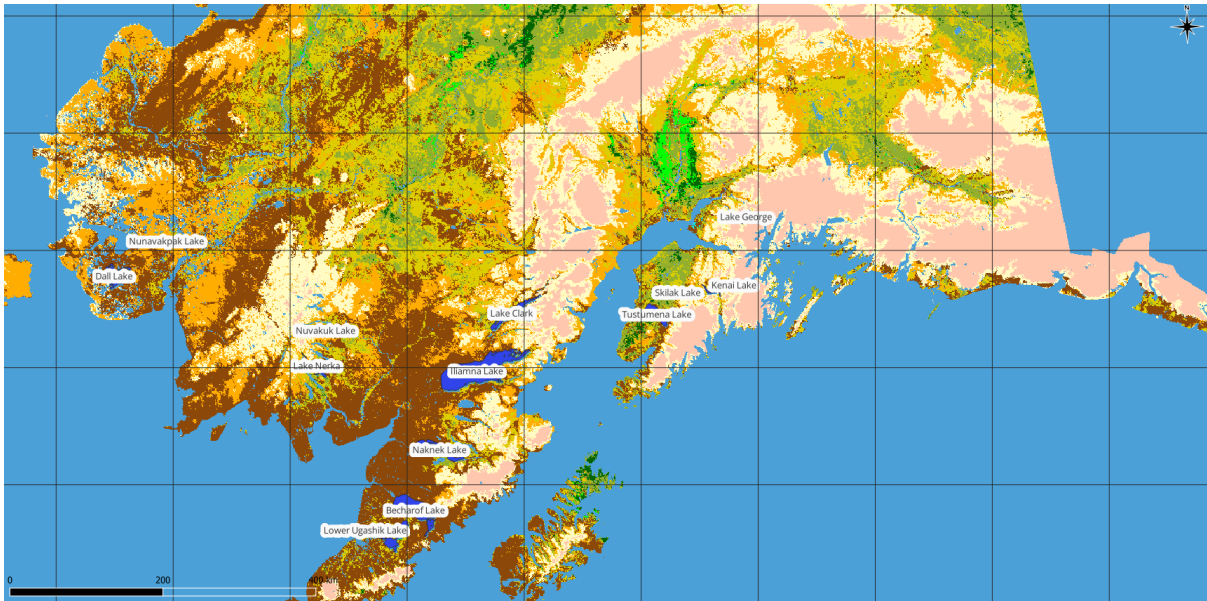 N
Lake George
Nunavakpak Lake
Dall Lake
Kenai Lake
Skilak Lake
Lake Clark
Tustumena Lake
Nuvakuk Lake
Lake Nerka
Iliamna Lake
Naknek Lake
Becharof Lake
Lower Ugashik Lake
0 200 400 km